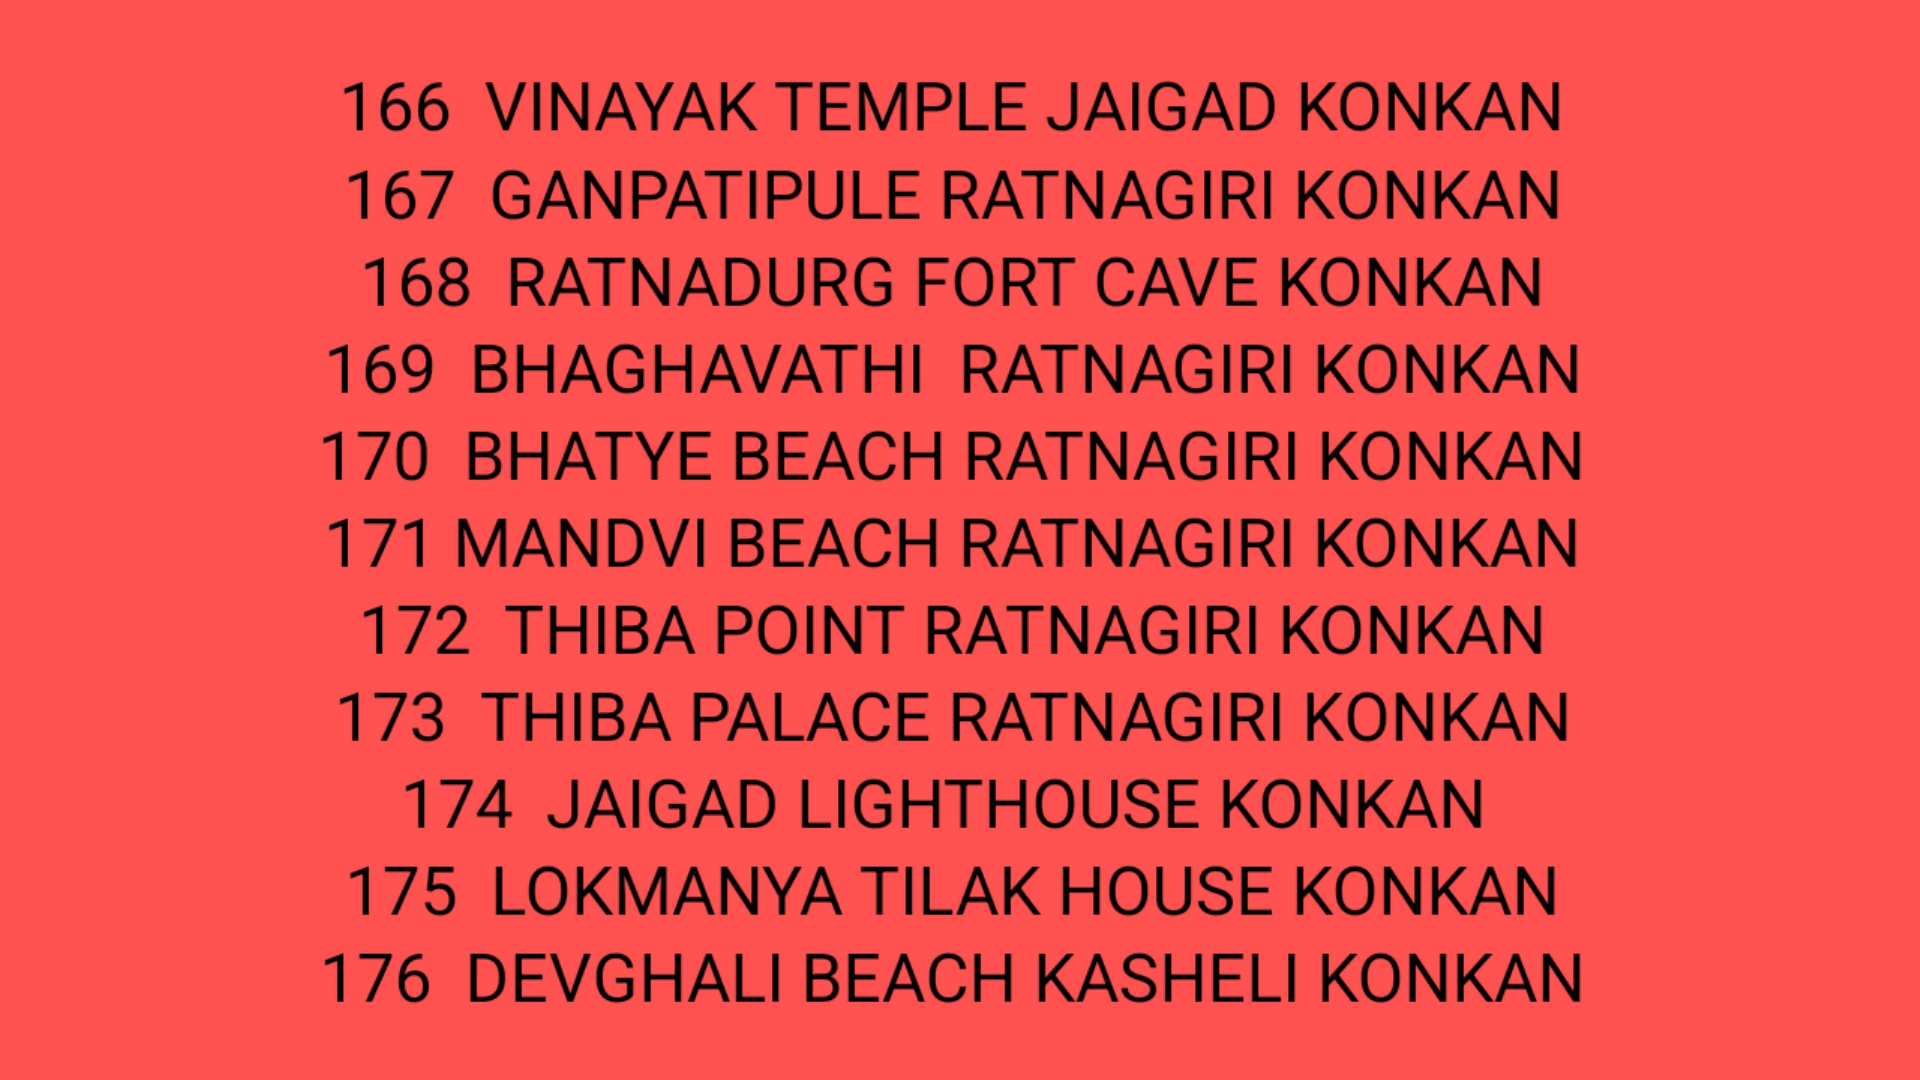 166  VINAYAK TEMPLE JAIGAD KONKAN
167  GANPATIPULE RATNAGIRI KONKAN
168  RATNADURG FORT CAVE KONKAN
169  BHAGHAVATHI  RATNAGIRI KONKAN
170  BHATYE BEACH RATNAGIRI KONKAN
171 MANDVI BEACH RATNAGIRI KONKAN
172  THIBA POINT RATNAGIRI KONKAN
173  THIBA PALACE RATNAGIRI KONKAN
174  JAIGAD LIGHTHOUSE KONKAN
175  LOKMANYA TILAK HOUSE KONKAN
176  DEVGHALI BEACH KASHELI KONKAN